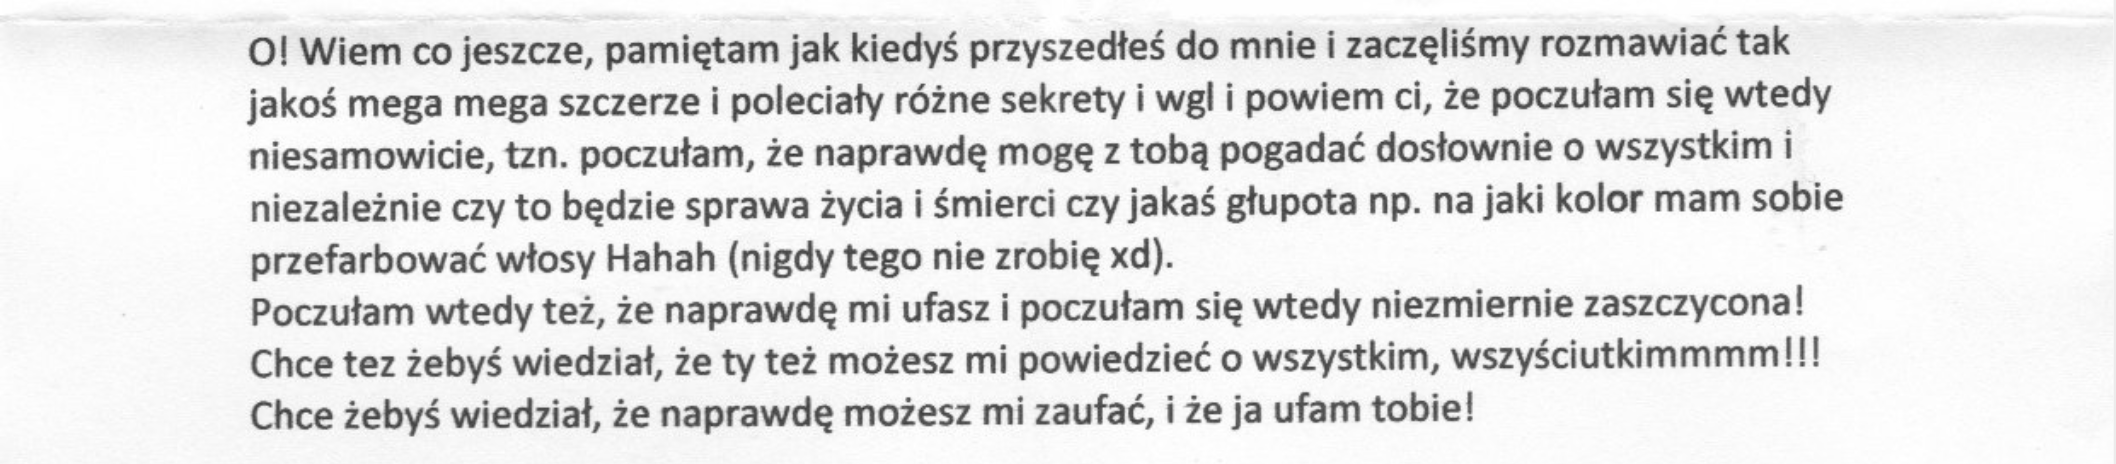 O! Wiem co jeszcze, pamiętam jak kiedyś przyszedłeś do mnie i zaczęliśmy rozmawiać tak
jakoś mega mega szczerze i poleciały różne sekrety i wgl i powiem ci, że poczułam się wtedy
niesamowicie, tzn. poczułam, że naprawdę mogę z tobą pogadać dosłownie o wszystkim i
niezależnie czy to będzie sprawa życia i śmierci czy jakaś głupota np. na jaki kolor mam sobie
przefarbować włosy Hahah (nigdy tego nie zrobię xd).
Poczułam wtedy też, że naprawdę mi ufasz i poczułam się wtedy niezmiernie zaszczycona!
Chce tez żebyś wiedział, że ty też możesz mi powiedzieć o wszystkim, wszyściutkimmmm!!!
Chce żebyś wiedział, że naprawdę możesz mi zaufać, i że ja ufam tobie!